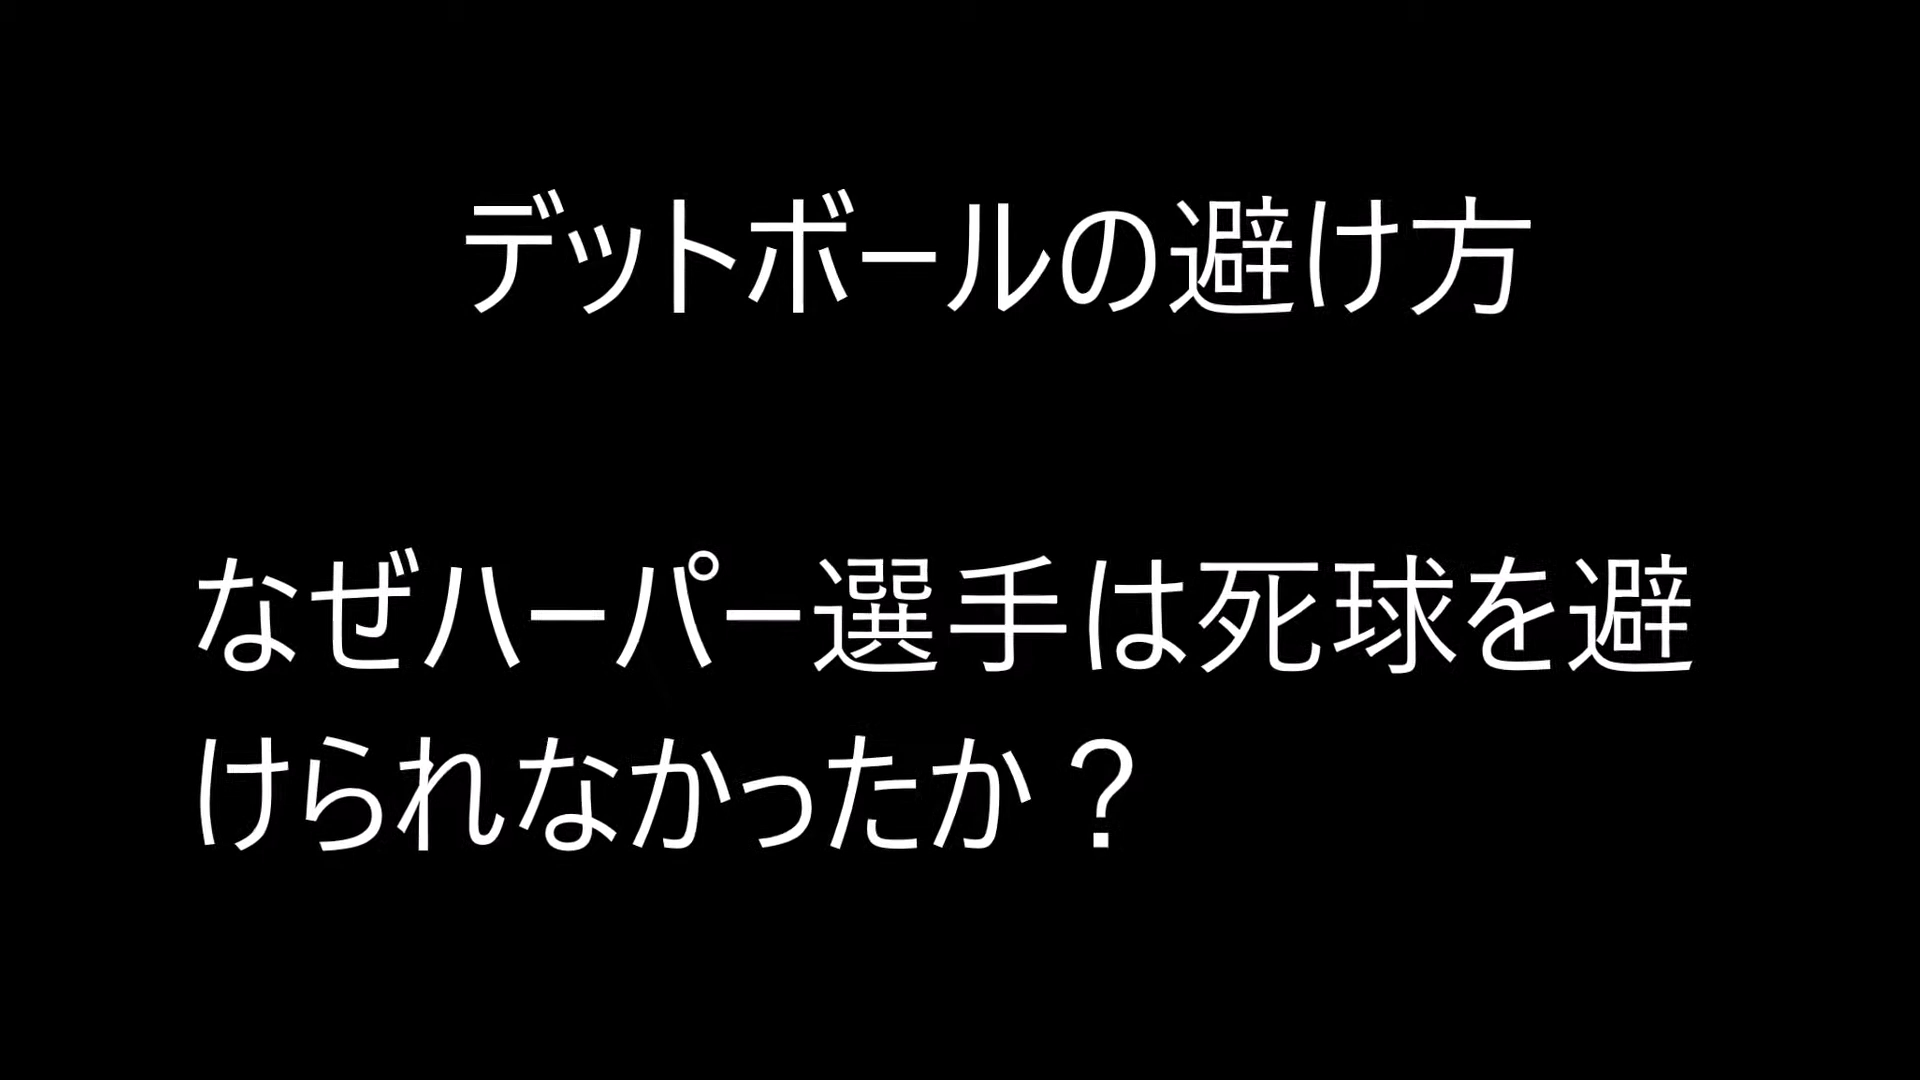 デットボールの避け方
なぜハーパー選手は死球を避
けられなかったか？